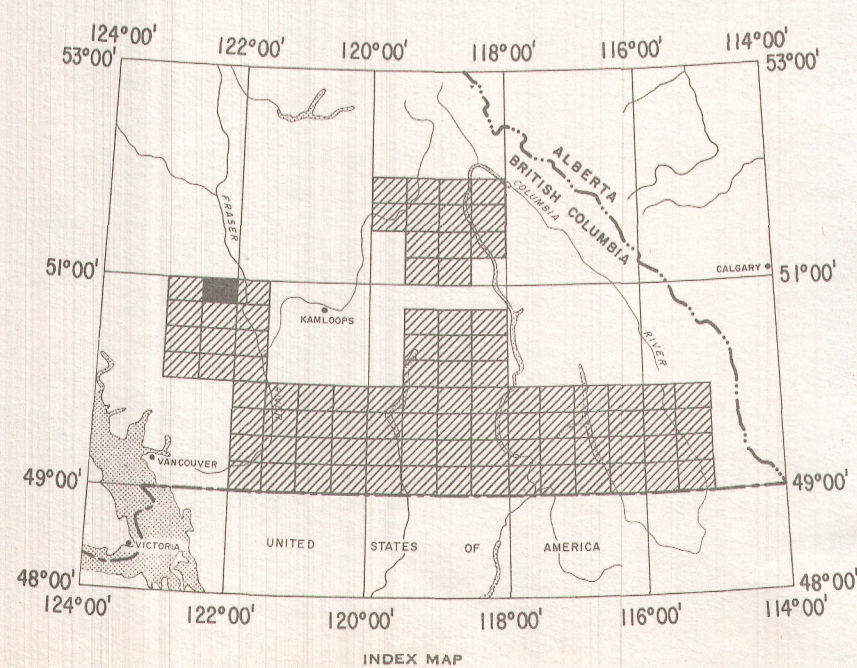 124°00' 122°00' 120°00' 118°00' 116°00' 114°00'
53°00' 53°00'
ALBERTA
BRITISH COLUMBIA
COLUMBIA
FRASER
51°00' CALGARY 51°00'
KAMLOOPS
RIVER
RIVER
VANCOUVER
49°00' 49°00'
VICTORIA UNITED STATES OF AMERICA
48°00' 48°00'
124°00' 122°00' 120°00' 118°00' 116°00' 114°00'
INDEX MAP